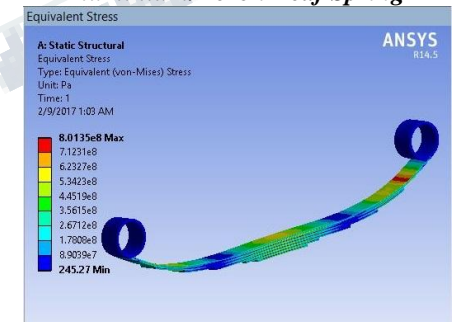 Leaf Spring
Equivalent Stress
A: Static Structural
Equivalent Stress
Type: Equivalent (von-Mises) Stress
Unit: Pa
Time: 1
2/9/2017 1:03 AM
ANSYS
R14.5
8.0135e8 Max
7.1231e8
6.2327e8
5.3423e8
4.4519e8
3.5615e8
2.6712e8
1.7808e8
8.9039e7
245.27 Min